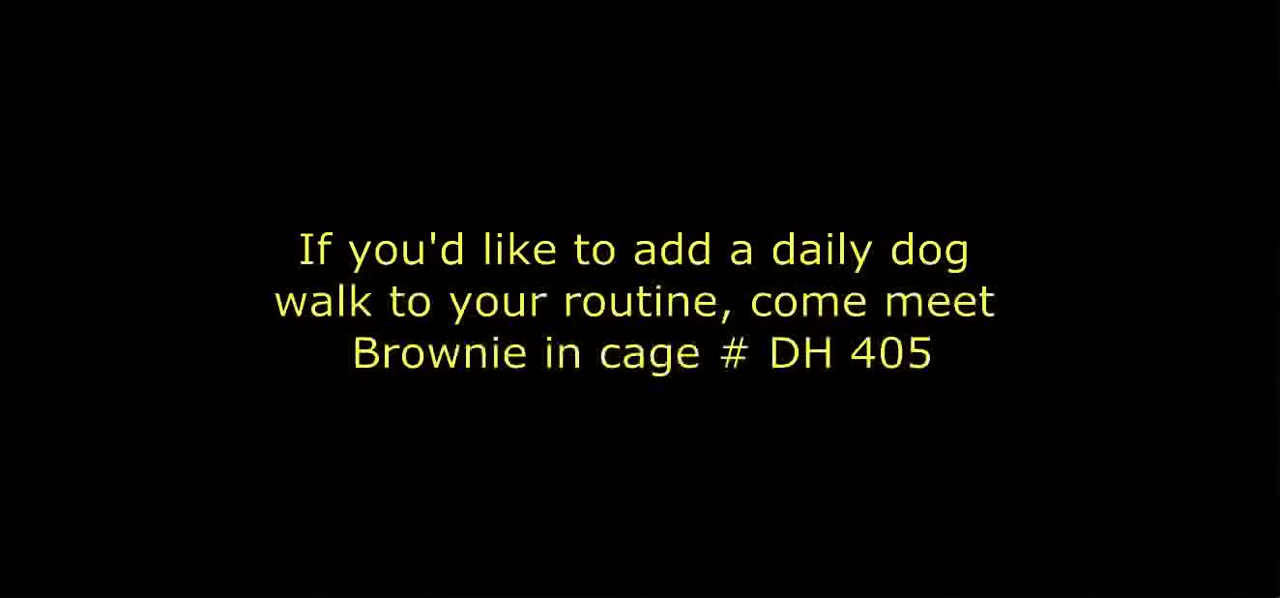 If you'd like to add a daily dog
walk to your routine, come meet
Brownie in cage # DH 405